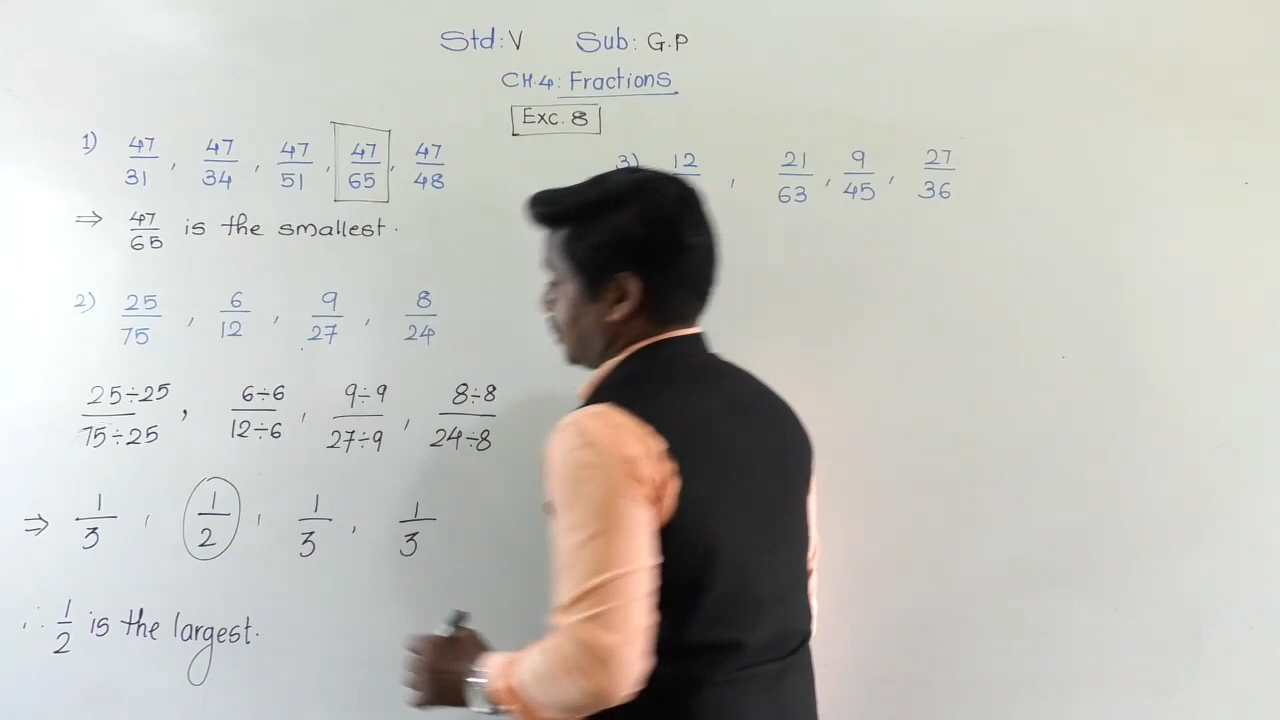 Std: V Sub: G.P
CH.4: Fractions
Exc. 8
1) 47/31, 47/34, 47/51, 47/65, 47/48
⇒ 47/65 is the smallest.
2) 25/75, 6/12, 9/27, 8/24
25÷25/75÷25, 6÷6/12÷6, 9÷9/27÷9, 8÷8/24÷8
⇒ 1/3, 1/2, 1/3, 1/3
∴ 1/2 is the largest.
3) 12, 21/63, 9/45, 27/36